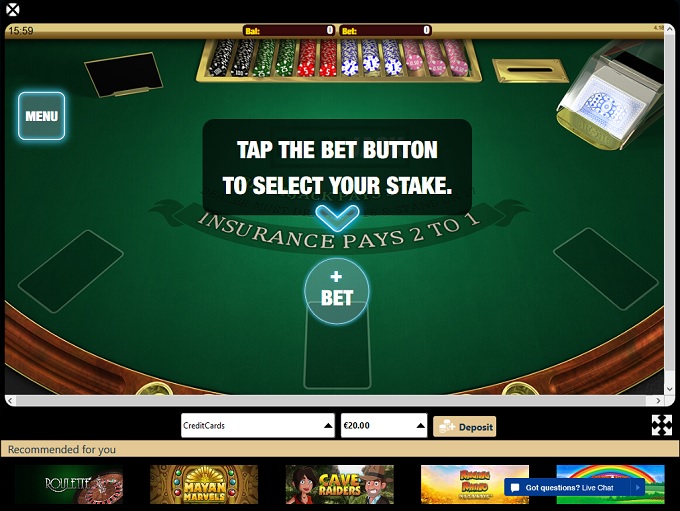 15:59
Bal: 0
Bet: 0
MENU
TAP THE BET BUTTON
TO SELECT YOUR STAKE.
INSURANCE PAYS 2 TO 1
+
BET
CreditCards
€20.00
Deposit
Recommended for you
ROULETTE
MAYAN
MARVELS
CAVE
RAIDERS
Got questions? Live Chat